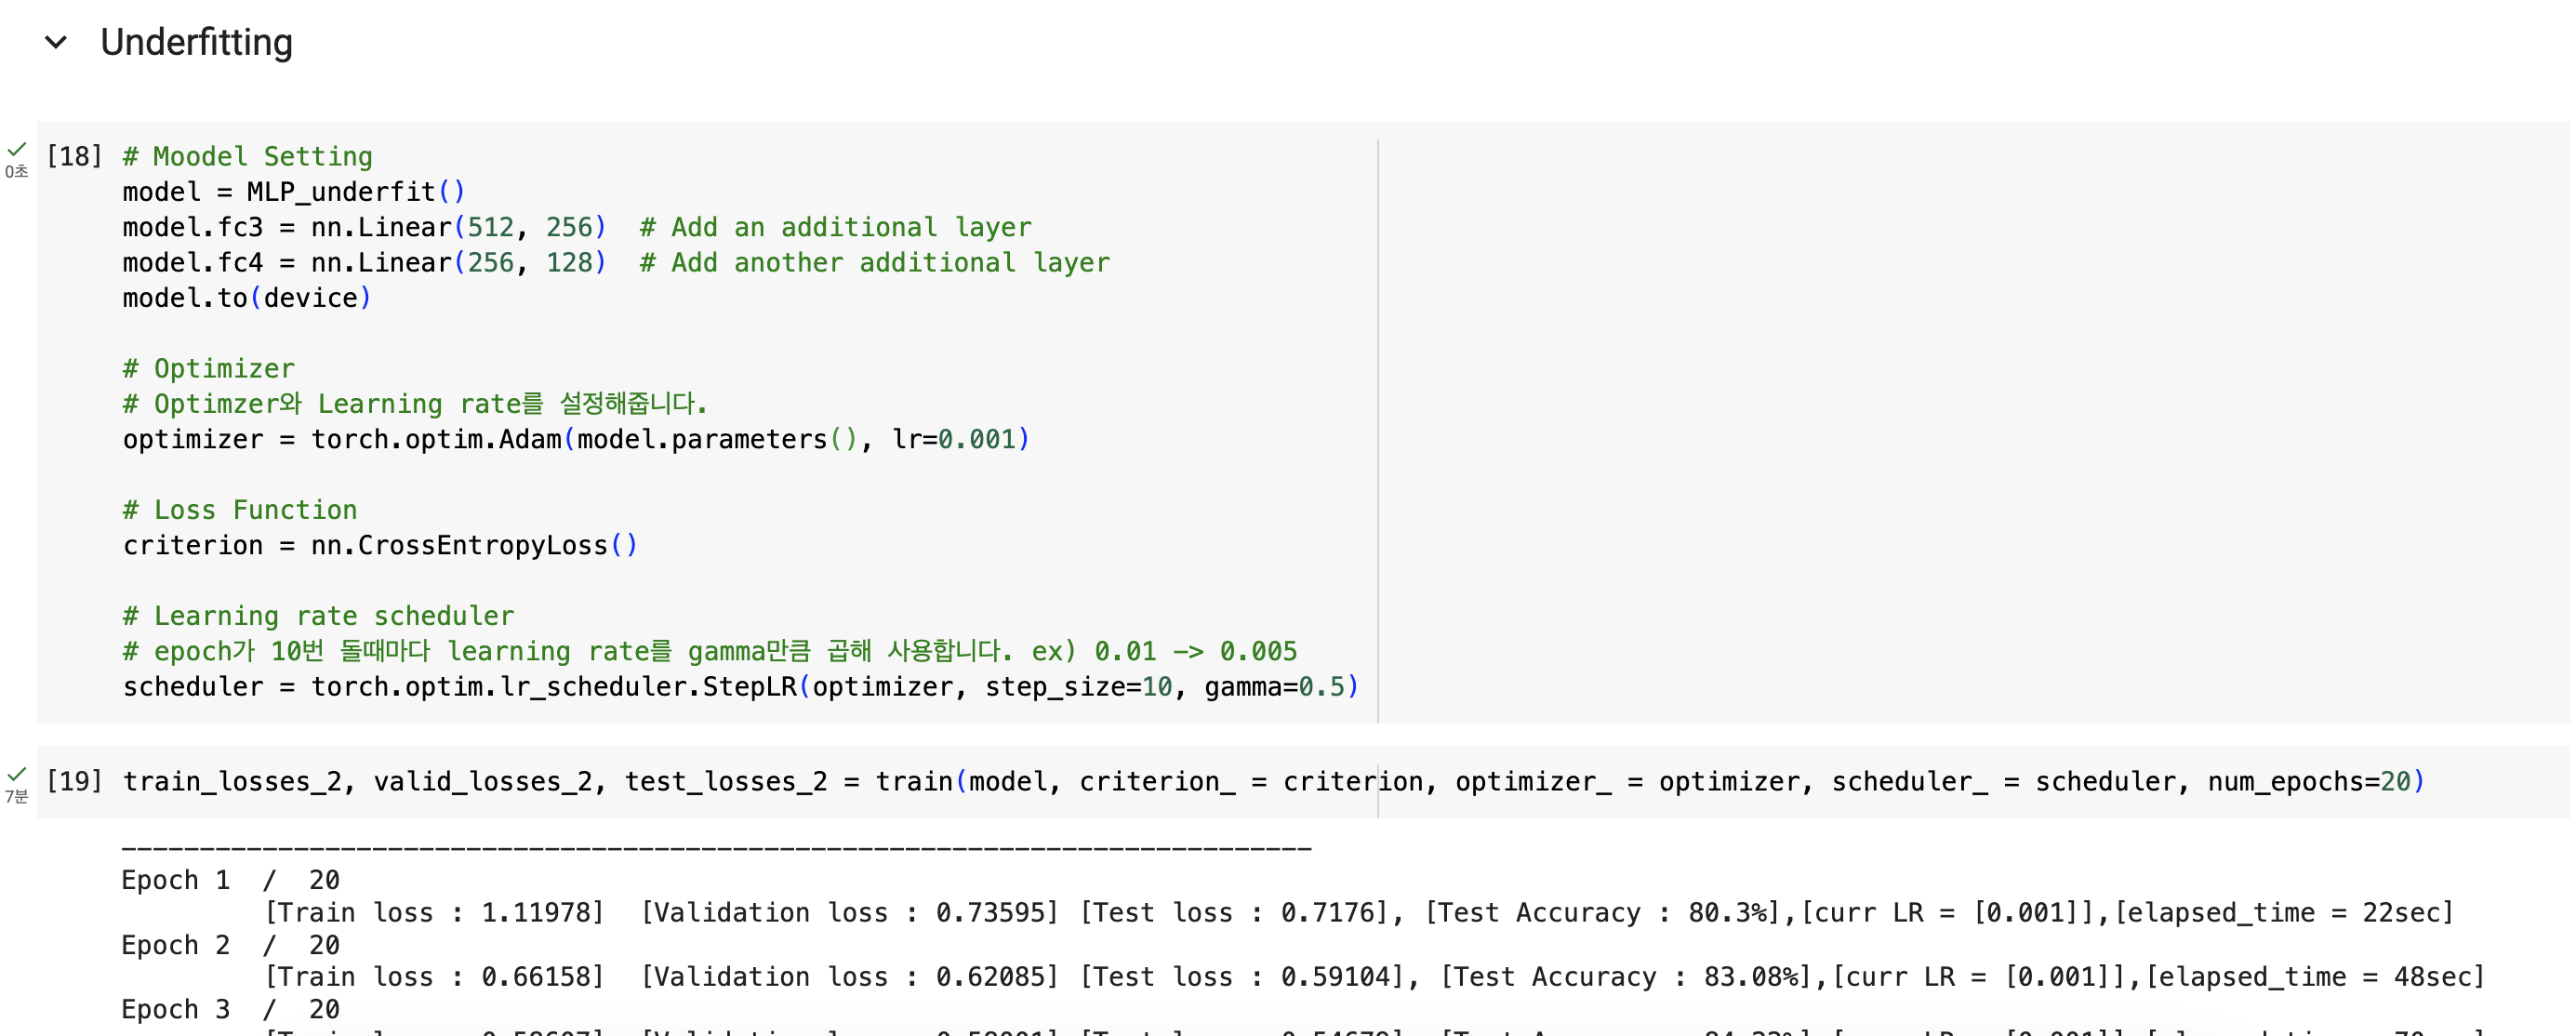 Underfitting
[18] # Moodel Setting
0초
model = MLP_underfit()
model.fc3 = nn.Linear(512, 256)  # Add an additional layer
model.fc4 = nn.Linear(256, 128)  # Add another additional layer
model.to(device)
# Optimizer
# Optimzer와 Learning rate를 설정해줍니다.
optimizer = torch.optim.Adam(model.parameters(), lr=0.001)
# Loss Function
criterion = nn.CrossEntropyLoss()
# Learning rate scheduler
# epoch가 10번 돌때마다 learning rate를 gamma만큼 곱해 사용합니다. ex) 0.01 -> 0.005
scheduler = torch.optim.lr_scheduler.StepLR(optimizer, step_size=10, gamma=0.5)
[19] train_losses_2, valid_losses_2, test_losses_2 = train(model, criterion_ = criterion, optimizer_ = optimizer, scheduler_ = scheduler, num_epochs=20)
7분
----------------------------------------------------------------------------
Epoch 1  /  20
[Train loss : 1.11978]  [Validation loss : 0.73595] [Test loss : 0.7176], [Test Accuracy : 80.3%],[curr LR = [0.001]],[elapsed_time = 22sec]
Epoch 2  /  20
[Train loss : 0.66158]  [Validation loss : 0.62085] [Test loss : 0.59104], [Test Accuracy : 83.08%],[curr LR = [0.001]],[elapsed_time = 48sec]
Epoch 3  /  20